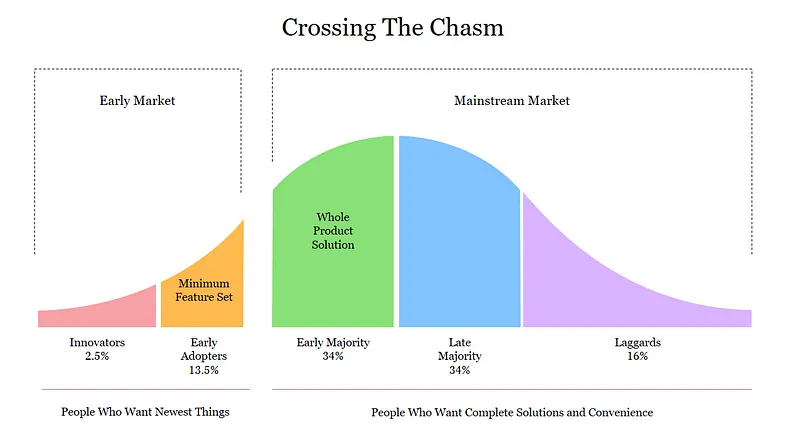 Crossing The Chasm
Early Market
Mainstream Market
Whole
Product
Solution
Minimum
Feature Set
Innovators
2.5%
Early
Adopters
13.5%
Early Majority
34%
Late
Majority
34%
Laggards
16%
People Who Want Newest Things
People Who Want Complete Solutions and Convenience